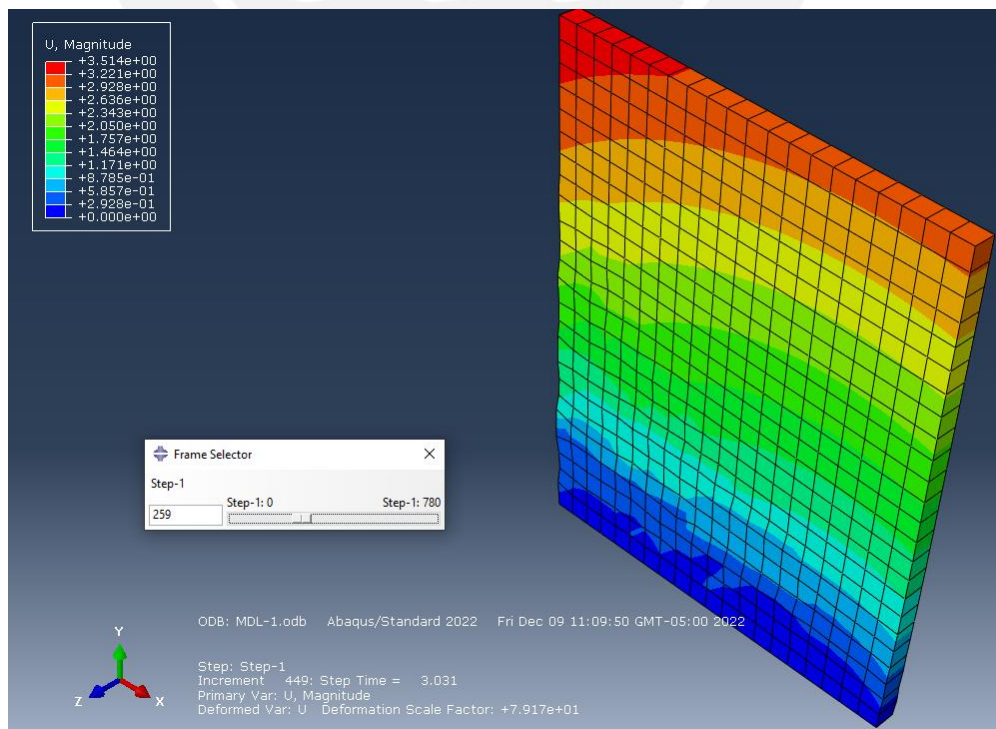 U, Magnitude
+3.514e+00
+3.221e+00
+2.928e+00
+2.636e+00
+2.343e+00
+2.050e+00
+1.757e+00
+1.464e+00
+1.171e+00
+8.785e-01
+5.857e-01
+2.928e-01
+0.000e+00
Frame Selector
Step-1
Step-1: 0 Step-1: 780
259
ODB: MDL-1.odb Abaqus/Standard 2022 Fri Dec 09 11:09:50 GMT-05:00 2022
Y
Z X
Step: Step-1
Increment 449: Step Time = 3.031
Primary Var: U, Magnitude
Deformed Var: U Deformation Scale Factor: +7.917e+01